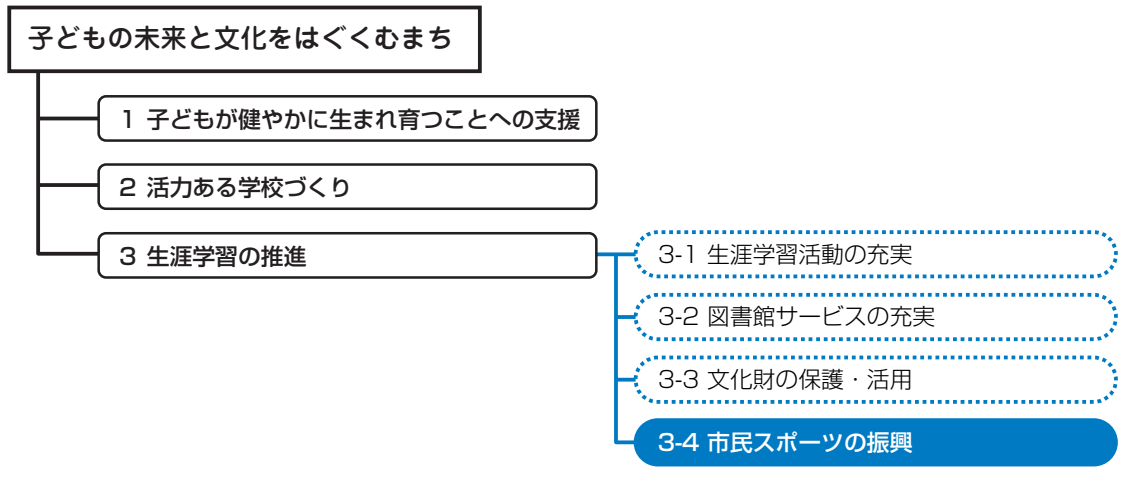 子どもの未来と文化をはぐくむまち
1 子どもが健やかに生まれ育つことへの支援
2 活力ある学校づくり
3 生涯学習の推進
3-1 生涯学習活動の充実
3-2 図書館サービスの充実
3-3 文化財の保護・活用
3-4 市民スポーツの振興